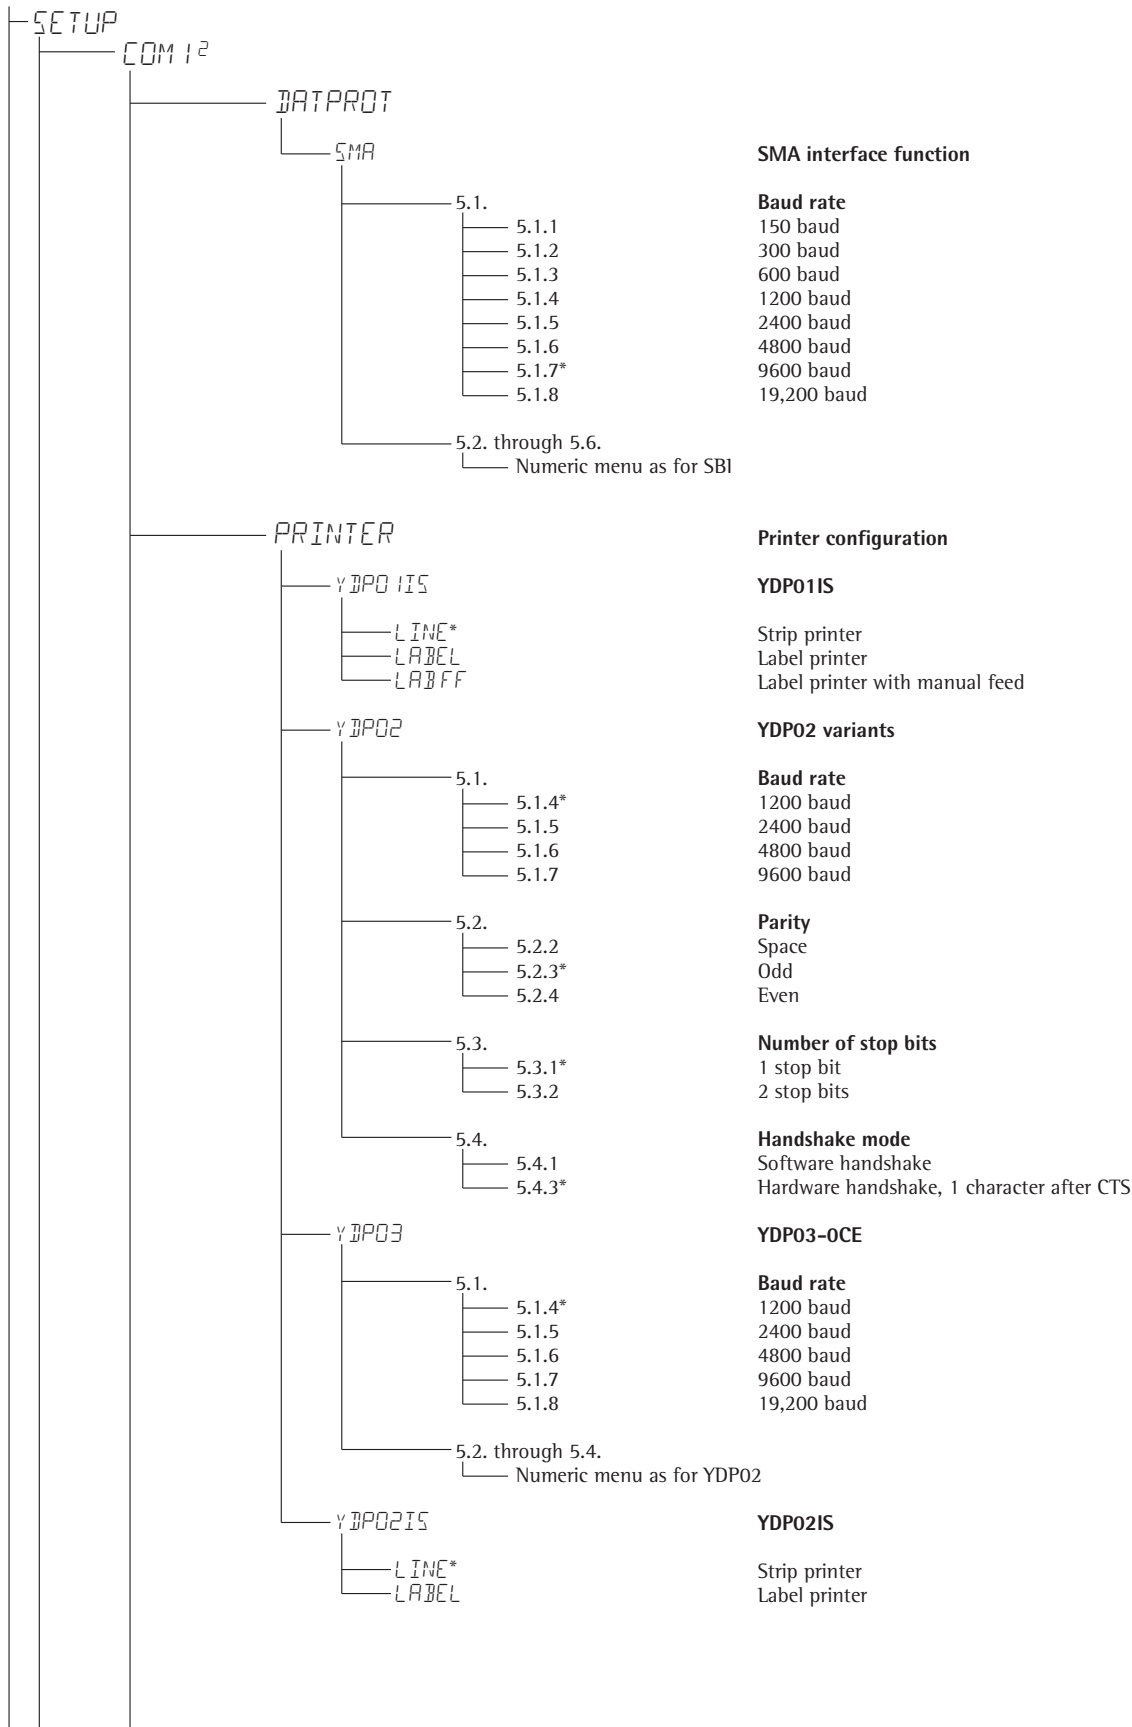 SETUP
COM1²
DATPROT
SMA SMA interface function
5.1. Baud rate
5.1.1 150 baud
5.1.2 300 baud
5.1.3 600 baud
5.1.4 1200 baud
5.1.5 2400 baud
5.1.6 4800 baud
5.1.7* 9600 baud
5.1.8 19,200 baud
5.2. through 5.6.
Numeric menu as for SBI
PRINTER Printer configuration
YDP01IS YDP01IS
LINE* Strip printer
LABEL Label printer
LABFF Label printer with manual feed
YDP02 YDP02 variants
5.1. Baud rate
5.1.4* 1200 baud
5.1.5 2400 baud
5.1.6 4800 baud
5.1.7 9600 baud
5.2. Parity
5.2.2 Space
5.2.3* Odd
5.2.4 Even
5.3. Number of stop bits
5.3.1* 1 stop bit
5.3.2 2 stop bits
5.4. Handshake mode
5.4.1 Software handshake
5.4.3* Hardware handshake, 1 character after CTS
YDP03 YDP03-0CE
5.1. Baud rate
5.1.4* 1200 baud
5.1.5 2400 baud
5.1.6 4800 baud
5.1.7 9600 baud
5.1.8 19,200 baud
5.2. through 5.4.
Numeric menu as for YDP02
YDP02IS YDP02IS
LINE* Strip printer
LABEL Label printer